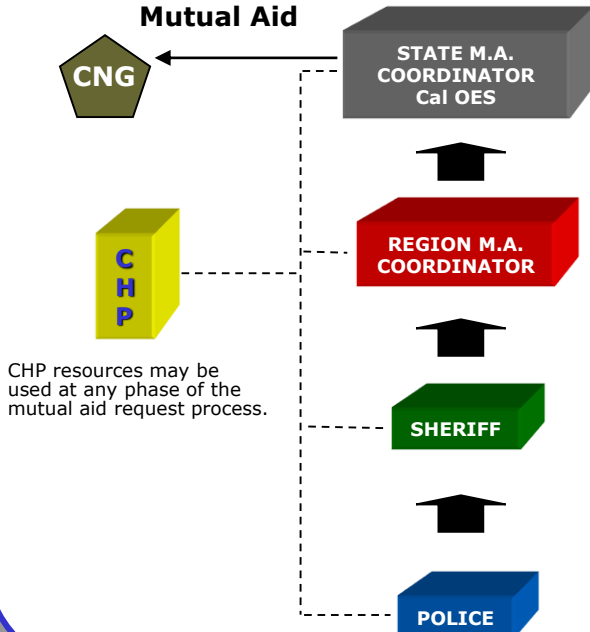 Mutual Aid
CNG
STATE M.A.
COORDINATOR
Cal OES
REGION M.A.
COORDINATOR
C
H
P
CHP resources may be
used at any phase of the
mutual aid request process.
SHERIFF
POLICE